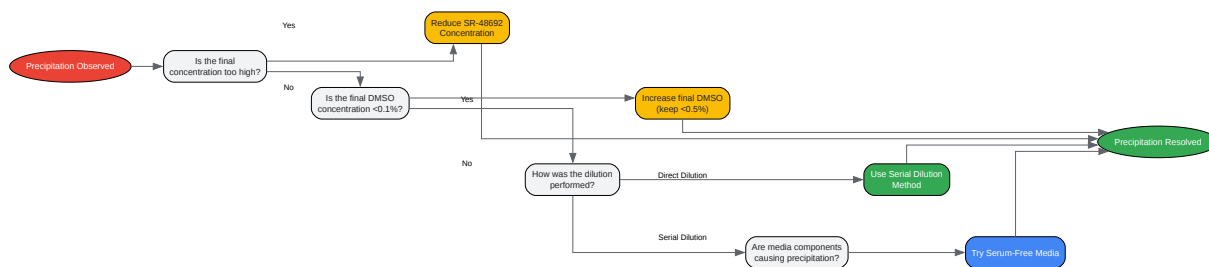 Yes
Reduce SR-48692
Concentration
Precipitation Observed
Is the final
concentration too high?
No
Is the final DMSO
concentration <0.1%?
Yes
Increase final DMSO
(keep <0.5%)
Precipitation Resolved
No
How was the dilution
performed?
Direct Dilution
Use Serial Dilution
Method
Serial Dilution
Are media components
causing precipitation?
Try Serum-Free Media